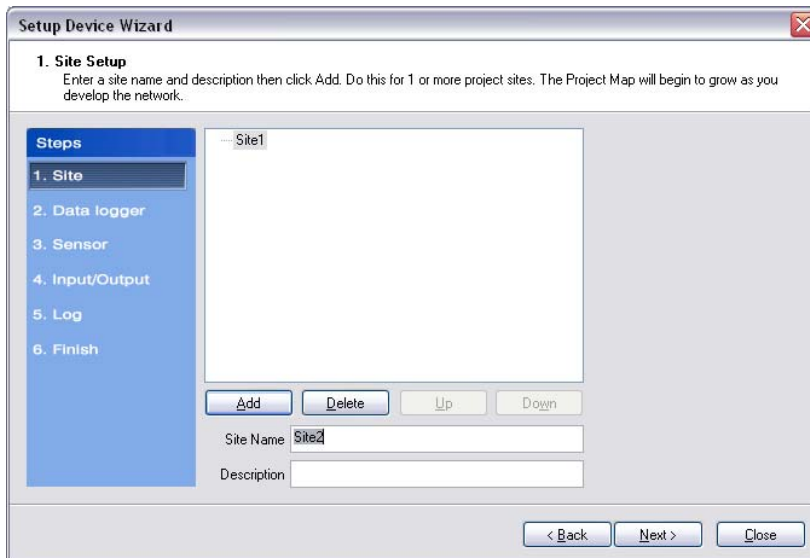 Setup Device Wizard
1. Site Setup
Enter a site name and description then click Add. Do this for 1 or more project sites. The Project Map will begin to grow as you
develop the network.
Steps
1. Site
2. Data logger
3. Sensor
4. Input/Output
5. Log
6. Finish
Site1
Add
Delete
Up
Down
Site Name
Site2
Description
< Back
Next >
Close